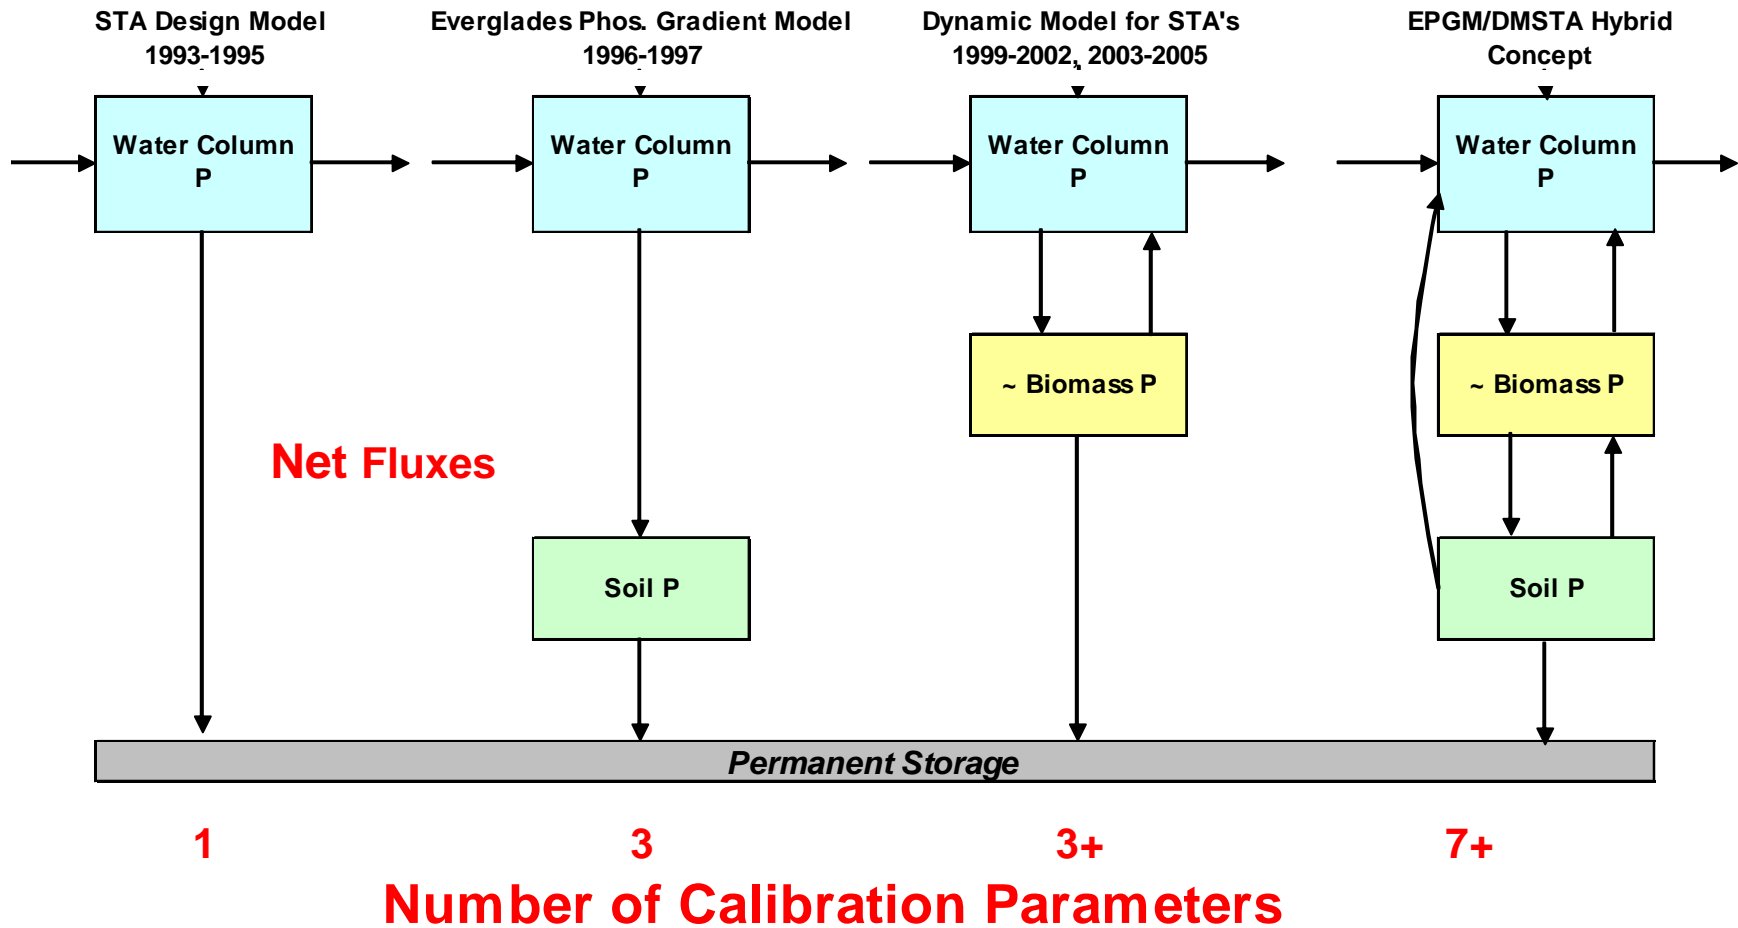 STA Design Model
1993-1995
Everglades Phos. Gradient Model
1996-1997
Dynamic Model for STA's
1999-2002, 2003-2005
EPGM/DMSTA Hybrid
Concept
Water Column
P
Water Column
P
Water Column
P
Water Column
P
~ Biomass P
~ Biomass P
Net Fluxes
Soil P
Soil P
Permanent Storage
1
3
3+
7+
Number of Calibration Parameters